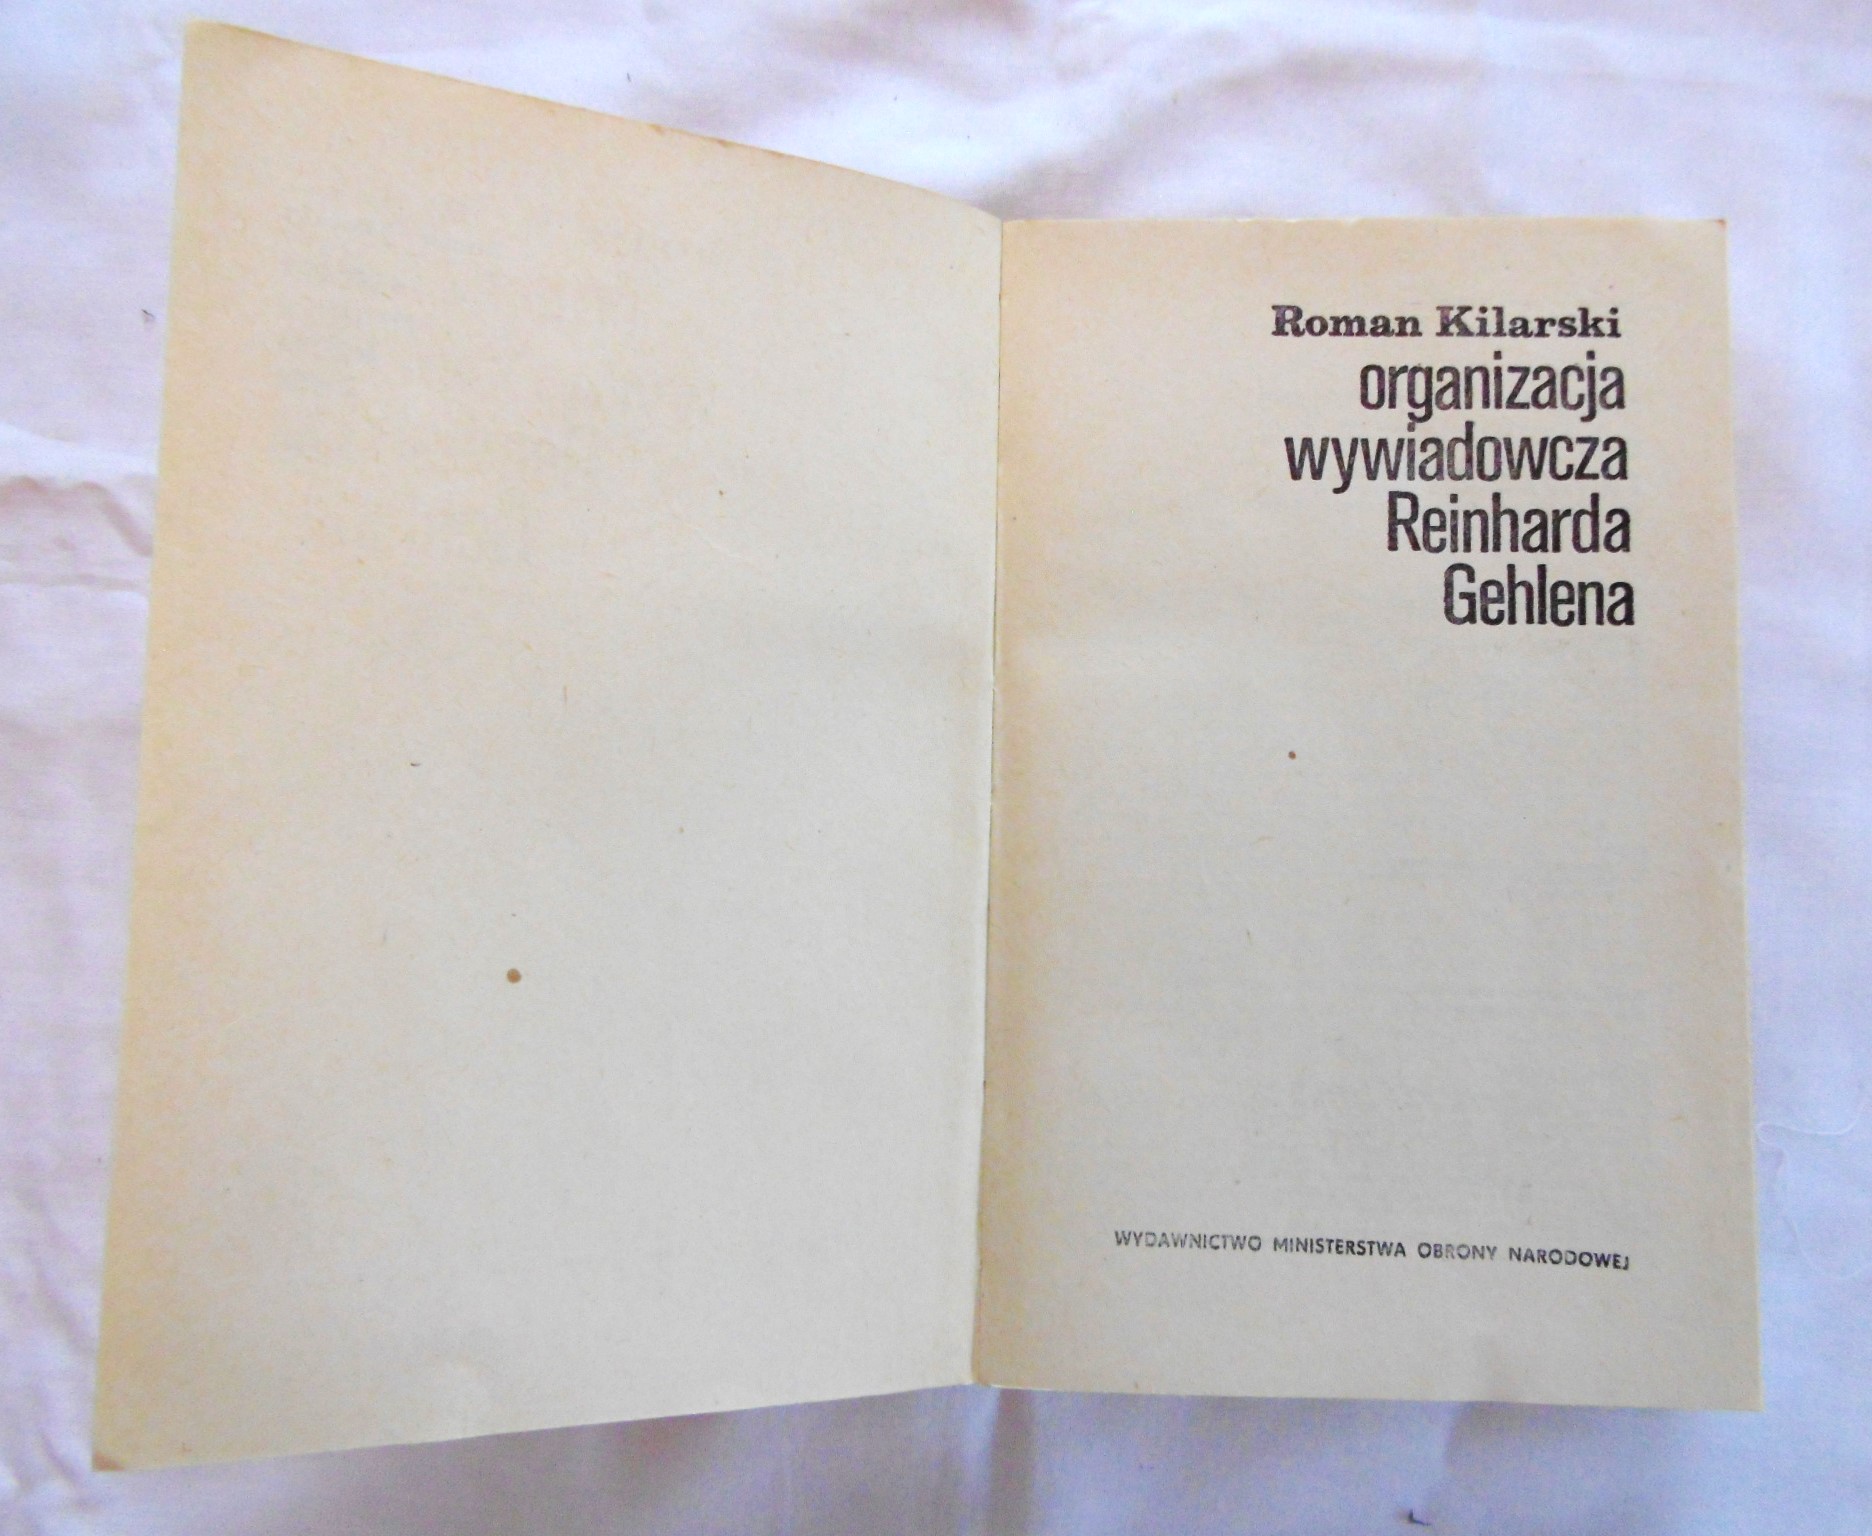 Roman Kilarski
organizacja
wywiadowcza
Reinharda
Gehlena
WYDAWNICTWO MINISTERSTWA OBRONY NARODOWEJ